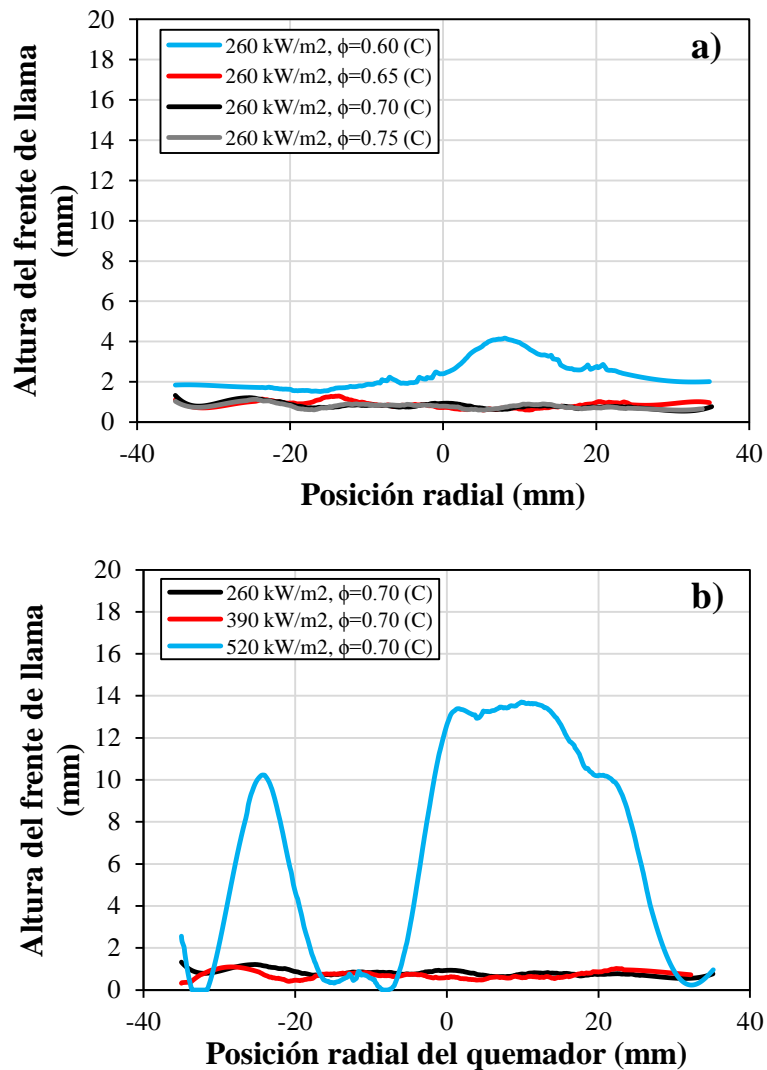 a)
260 kW/m2, ϕ=0.60 (C)
260 kW/m2, ϕ=0.65 (C)
260 kW/m2, ϕ=0.70 (C)
260 kW/m2, ϕ=0.75 (C)
Altura del frente de llama
(mm)
20
18
16
14
12
10
8
6
4
2
0
-40
-20
0
20
40
Posición radial (mm)
b)
260 kW/m2, ϕ=0.70 (C)
390 kW/m2, ϕ=0.70 (C)
520 kW/m2, ϕ=0.70 (C)
Altura del frente de llama
(mm)
20
18
16
14
12
10
8
6
4
2
0
-40
-20
0
20
40
Posición radial del quemador (mm)